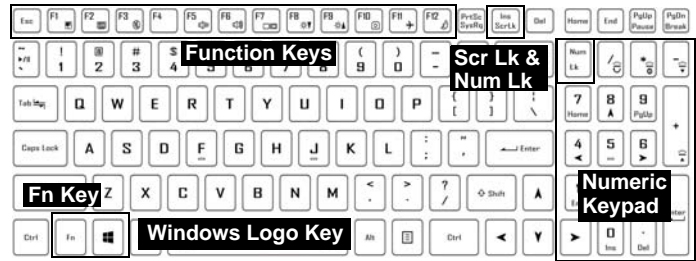 Esc F1 F2 F3 F4 F5 F6 F7 F8 F9 F10 F11 F12 PrtSc Ins Del Home End PgUp PgDn
SysRq ScrLk Pause Break
Function Keys
! # $ ( ) Scr Lk & Num
1 2 3 4 9 0 - Num Lk Lk / * -
Tab Q W E R T Y U I O P { } 7 8 9
[ ] \ Home PgUp +
Caps Lock A S D F G H J K L : " Enter 4 5 6
;
Fn Key Z X C V B N M < > ? Shift Numeric
. / Keypad
Ctrl Fn Windows Logo Key Alt Ctrl 0 . Enter
Ins Del